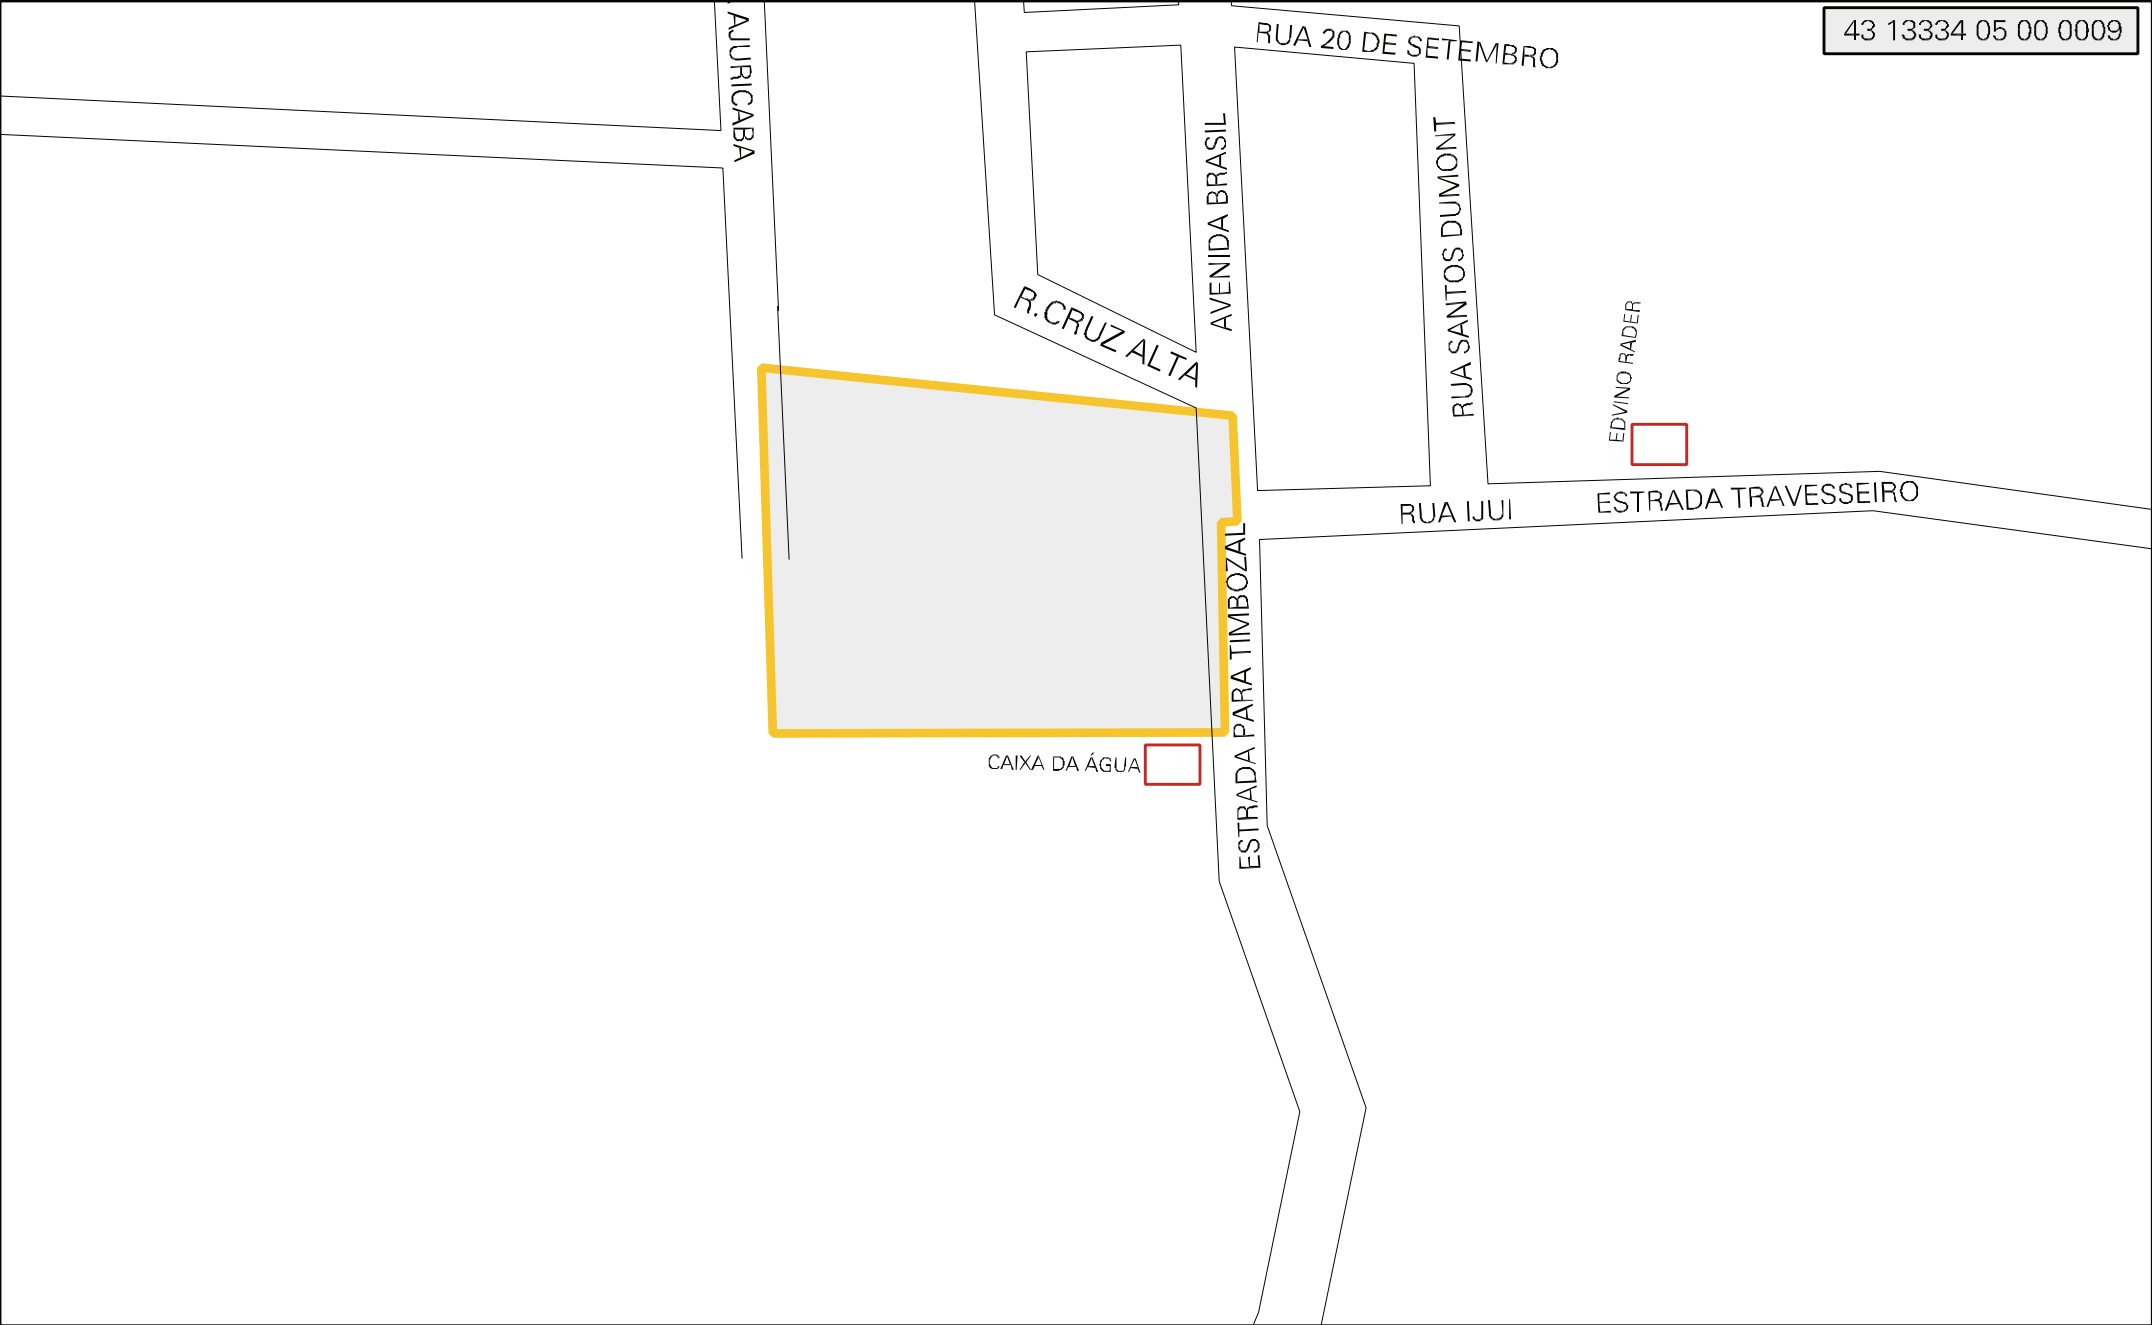 43 13334 05 00 0009
RUA 20 DE SETEMBRO
AJURICABA
AVENIDA BRASIL
RUA SANTOS DUMONT
R.CRUZ ALTA
EDVINO RADER
RUA IJUI
ESTRADA TRAVESSEIRO
ESTRADA PARA TIMBOZAL
CAIXA DA ÁGUA